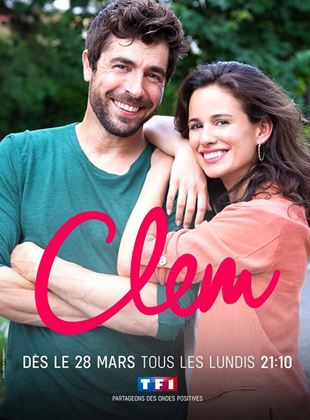 Clem
DÈS LE 28 MARS TOUS LES LUNDIS 21:10
TF1
PARTAGEONS DES ONDES POSITIVES